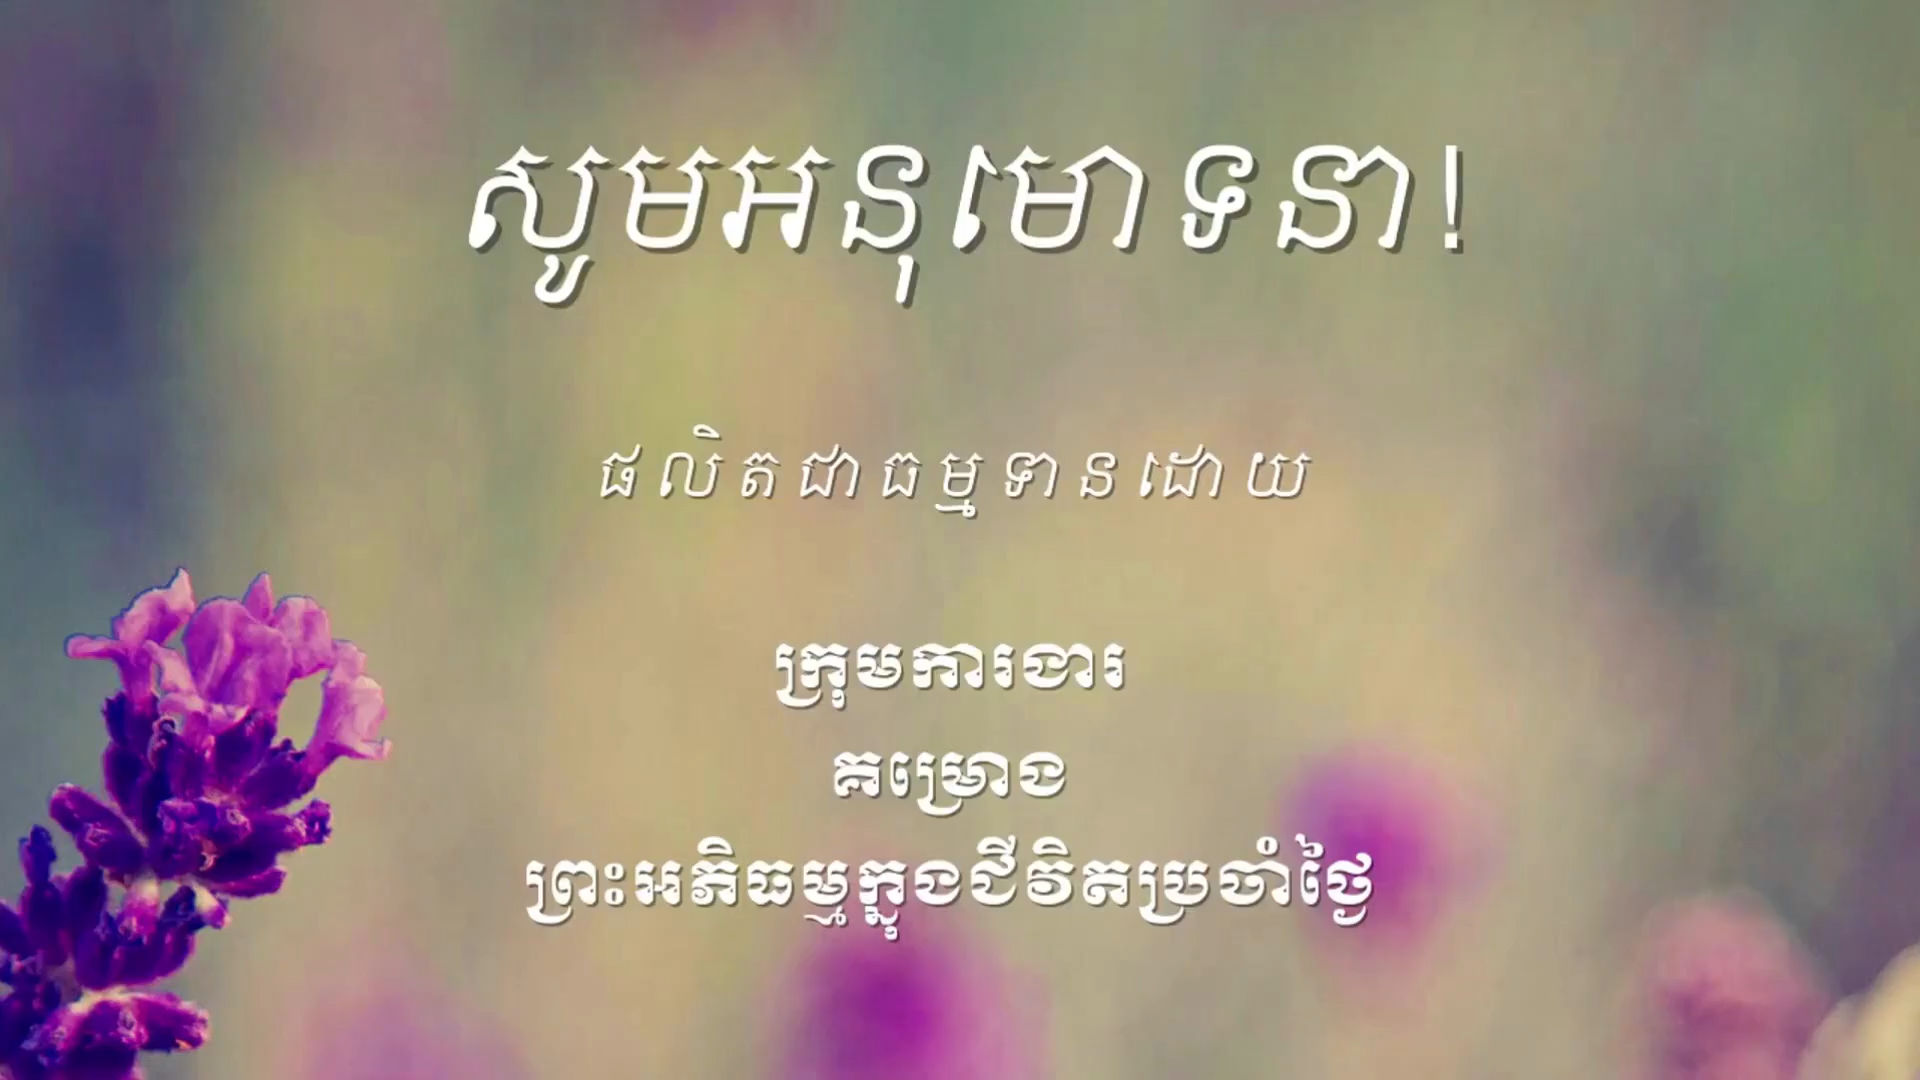 សូមអនុមោទនា!
ផលិតជាធម្មទានដោយ
ក្រុមការងារ
គម្រោង
ព្រះអភិធម្មក្នុងជីវិតប្រចាំថ្ងៃ